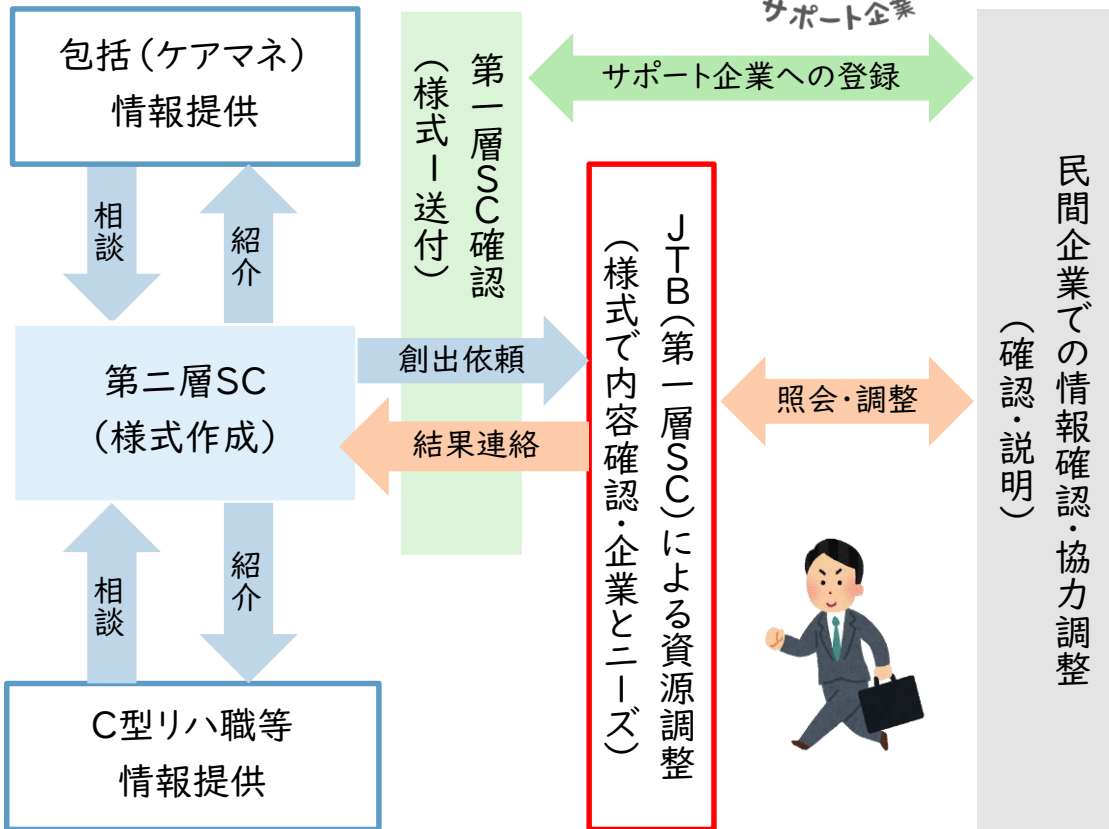 サポート企業
包括(ケアマネ)
情報提供
第一層SC確認
(様式ー送付)
サポート企業への登録
民間企業での情報確認・協力調整
(確認・説明)
相談
紹介
JTB(第一層SC)による資源調整
(様式で内容確認・企業とニーズ)
第二層SC
(様式作成)
創出依頼
結果連絡
照会・調整
相談
紹介
C型リハ職等
情報提供